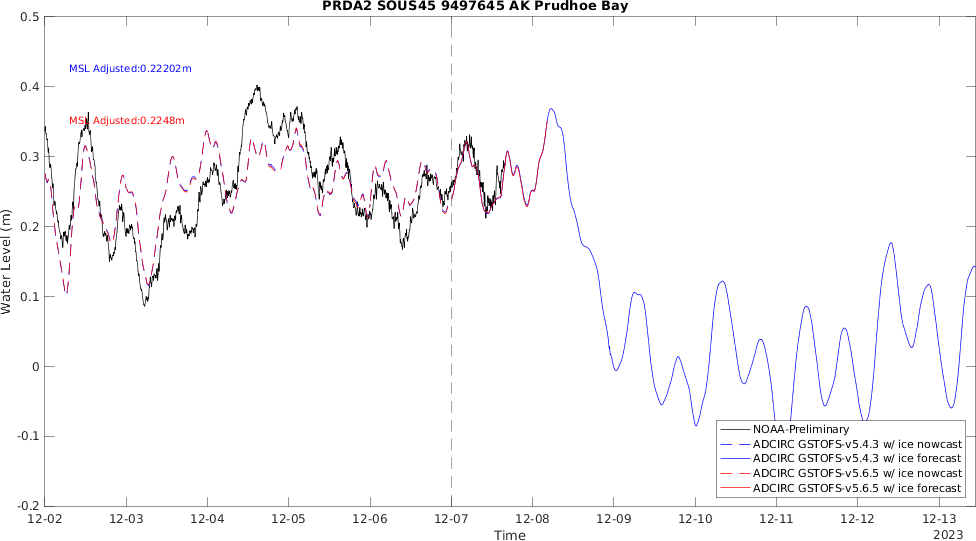 PRDA2 SOUS45 9497645 AK Prudhoe Bay
0.5
0.4
0.3
0.2
0.1
0
-0.1
-0.2
Water Level (m)
MSL Adjusted:0.22202m
MSL Adjusted:0.2248m
NOAA-Preliminary
ADCIRC GSTOFS-v5.4.3 w/ ice nowcast
ADCIRC GSTOFS-v5.4.3 w/ ice forecast
ADCIRC GSTOFS-v5.6.5 w/ ice nowcast
ADCIRC GSTOFS-v5.6.5 w/ ice forecast
12-02 12-03 12-04 12-05 12-06 12-07 12-08 12-09 12-10 12-11 12-12 12-13
Time
2023